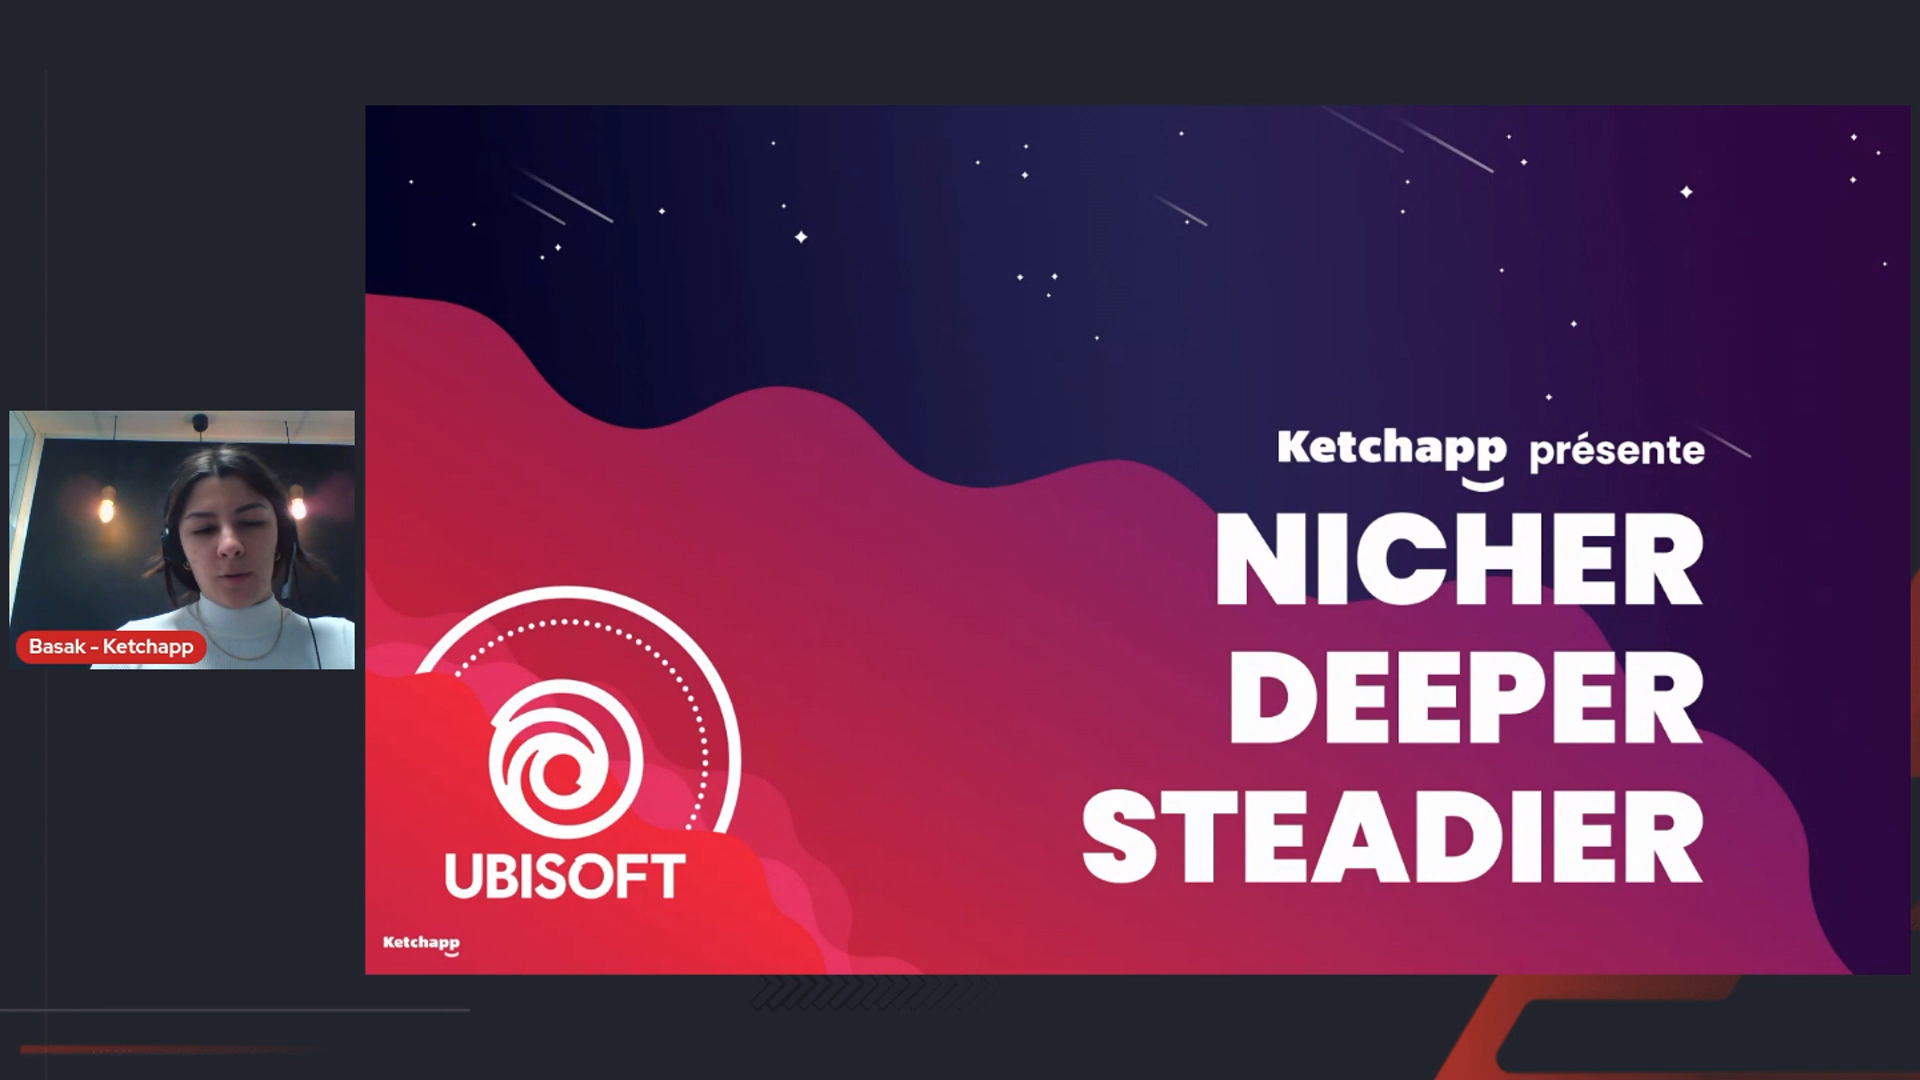 Basak - Ketchapp
Ketchapp présente
NICHER
DEEPER
STEADIER
UBISOFT
Ketchapp